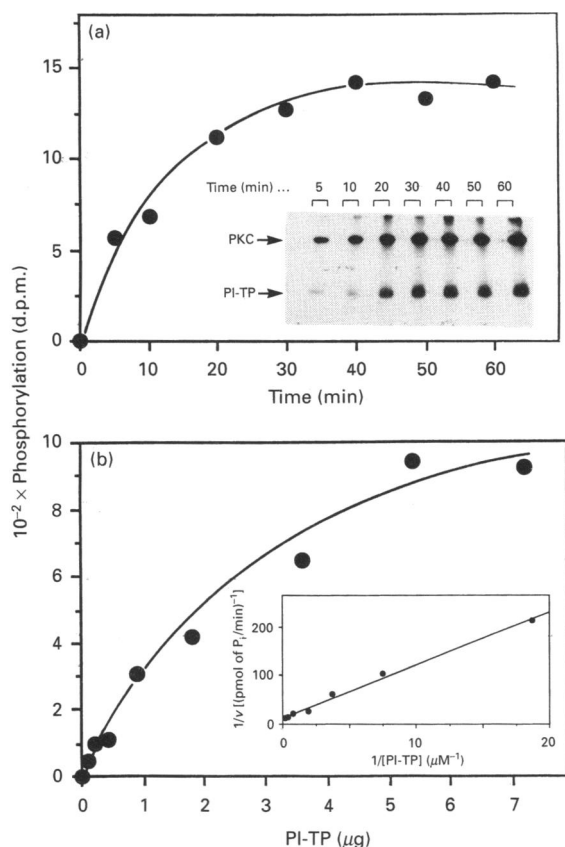 (a)
15
10
5
0
0 10 20 30 40 50 60
Time (min)
Time (min) ... 5 10 20 30 40 50 60
PKC
PI-TP
10⁻² × Phosphorylation (d.p.m.)
(b)
10
8
6
4
2
0
0 1 2 3 4 5 6 7
PI-TP (μg)
1/v [(pmol of Pᵢ/min)⁻¹]
200
100
0
0 10 20
1/[PI-TP] (μM⁻¹)